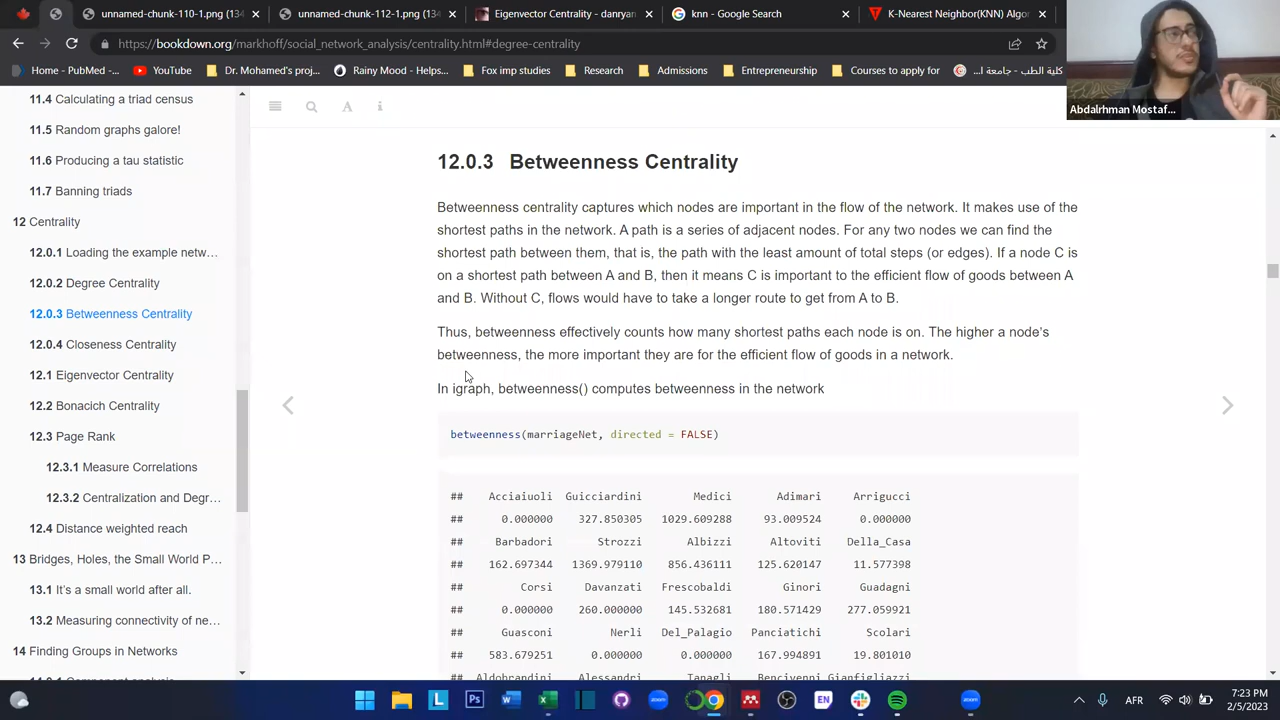 unnamed-chunk-110-1.png (134
unnamed-chunk-112-1.png (134
Eigenvector Centrality - danryan
knn - Google Search
K-Nearest Neighbor(KNN) Algor
https://bookdown.org/markhoff/social_network_analysis/centrality.html#degree-centrality
Home - PubMed -...
YouTube
Dr. Mohamed's proj...
Rainy Mood - Helps...
Fox imp studies
Research
Admissions
Entrepreneurship
Courses to apply for
كلية الطب - جامعة ا...
Abdalrhman Mostaf...
11.4 Calculating a triad census
11.5 Random graphs galore!
11.6 Producing a tau statistic
11.7 Banning triads
12 Centrality
12.0.1 Loading the example netw...
12.0.2 Degree Centrality
12.0.3 Betweenness Centrality
12.0.4 Closeness Centrality
12.1 Eigenvector Centrality
12.2 Bonacich Centrality
12.3 Page Rank
12.3.1 Measure Correlations
12.3.2 Centralization and Degr...
12.4 Distance weighted reach
13 Bridges, Holes, the Small World P...
13.1 It's a small world after all.
13.2 Measuring connectivity of ne...
14 Finding Groups in Networks
12.0.3 Betweenness Centrality
Betweenness centrality captures which nodes are important in the flow of the network. It makes use of the
shortest paths in the network. A path is a series of adjacent nodes. For any two nodes we can find the
shortest path between them, that is, the path with the least amount of total steps (or edges). If a node C is
on a shortest path between A and B, then it means C is important to the efficient flow of goods between A
and B. Without C, flows would have to take a longer route to get from A to B.
Thus, betweenness effectively counts how many shortest paths each node is on. The higher a node's
betweenness, the more important they are for the efficient flow of goods in a network.
In igraph, betweenness() computes betweenness in the network
betweenness(marriageNet, directed = FALSE)
## Acciaiuoli Guicciardini Medici Adimari Arrigucci
## 0.000000 327.850305 1029.609288 93.009524 0.000000
## Barbadori Strozzi Albizzi Altoviti Della_Casa
## 162.697344 1369.979110 856.436111 125.620147 11.577398
## Corsi Davanzati Frescobaldi Ginori Guadagni
## 0.000000 260.000000 145.532681 180.571429 277.059921
## Guasconi Nerli Del_Palagio Panciatichi Scolari
## 583.679251 0.000000 0.000000 167.994891 19.801010
## Aldobrandini Alessandri Tanagli Bencivenni Gianfigliazzi
AFR
7:23 PM
2/5/2023